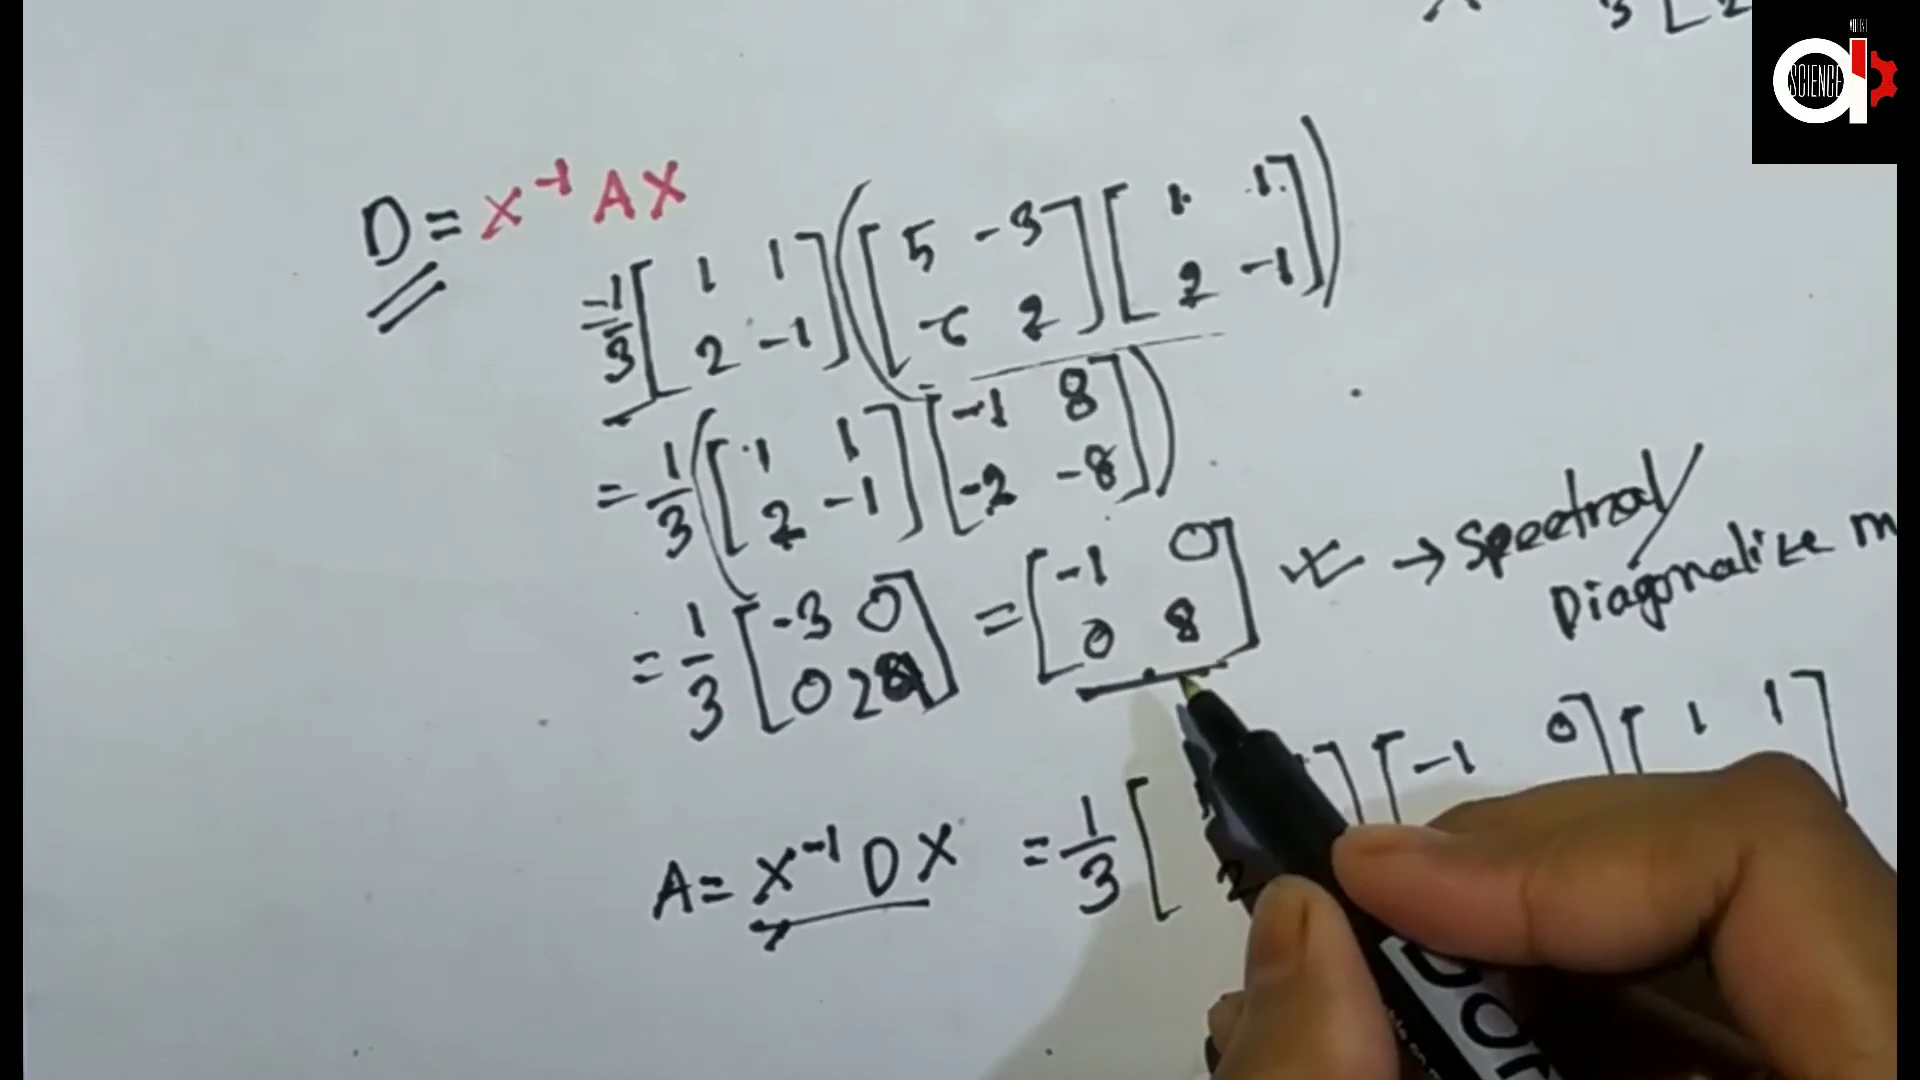 SCIENCE
D = X⁻¹ A X
-1/3 [1 1; 2 -1] ([5 -3; -6 2] [1 1; 2 -1])
= 1/3 ([1 1; 2 -1] [-1 8; -2 -8])
= 1/3 [-3 0; 0 24] = [-1 0; 0 8] → Spectral/
Diagonalize m
A = X⁻¹ D X = 1/3 [ 2 ] [-1 0 ] [1 1